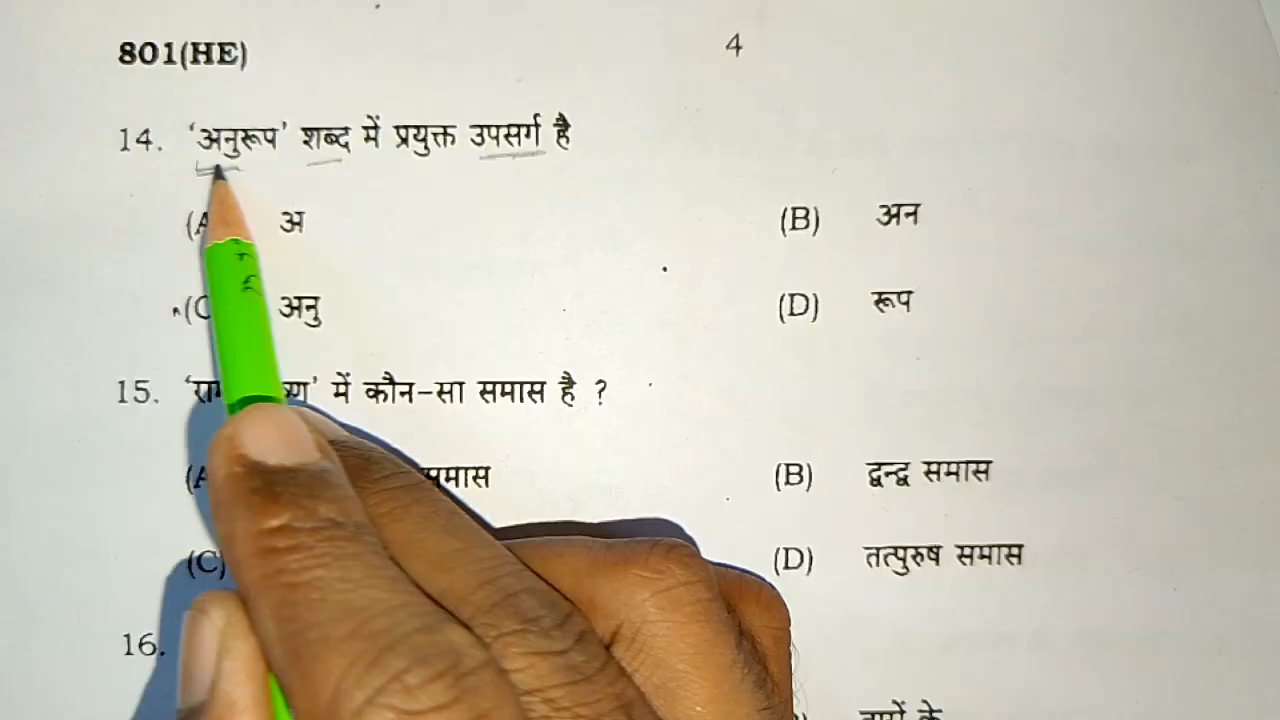 801(HE) 4
14. ‘अनुरूप’ शब्द में प्रयुक्त उपसर्ग है
(A अ (B) अन
(C अनु (D) रूप
15. में कौन-सा समास है ?
(A समास (B) द्वन्द्व समास
(C) (D) तत्पुरुष समास
16.